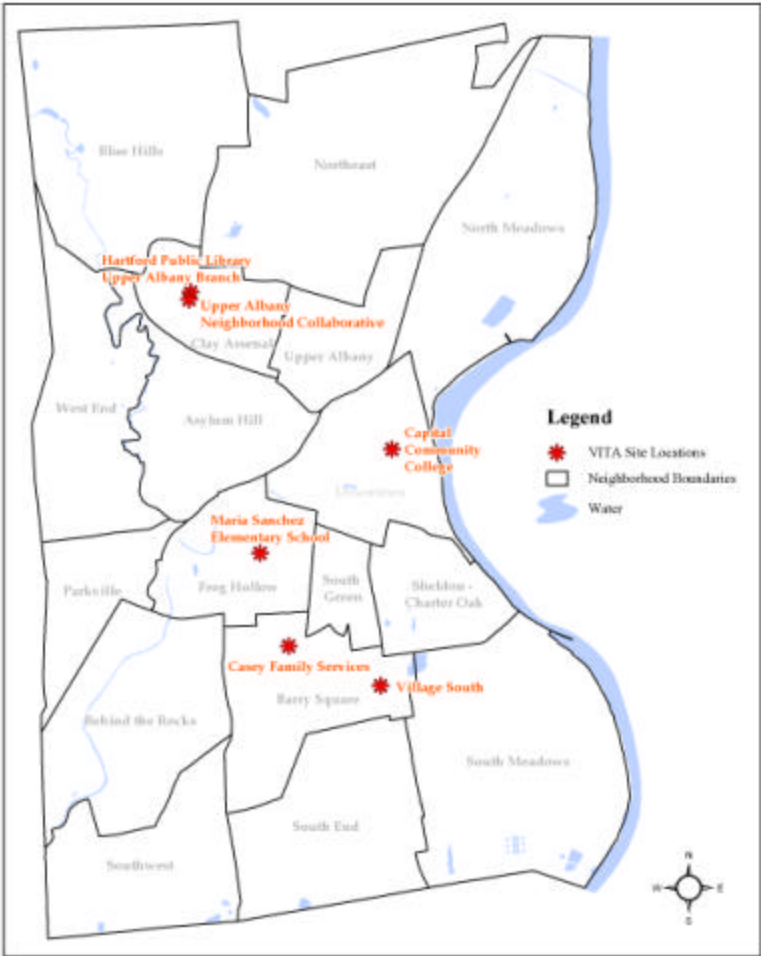 Blue Hills
Northeast
North Meadows
Hartford Public Library
Upper Albany Branch
Upper Albany
Neighborhood Collaborative
Clay Arsenal
Upper Albany
West End
Asylum Hill
Capital
Community
College
Legend
VITA Site Locations
Neighborhood Boundaries
Water
Maria Sanchez
Elementary School
Parkville
Frog Hollow
South
Green
Sheldon -
Charter Oak
Casey Family Services
Village South
Barry Square
Behind the Rocks
South Meadows
South End
Southwest
N
W
E
S